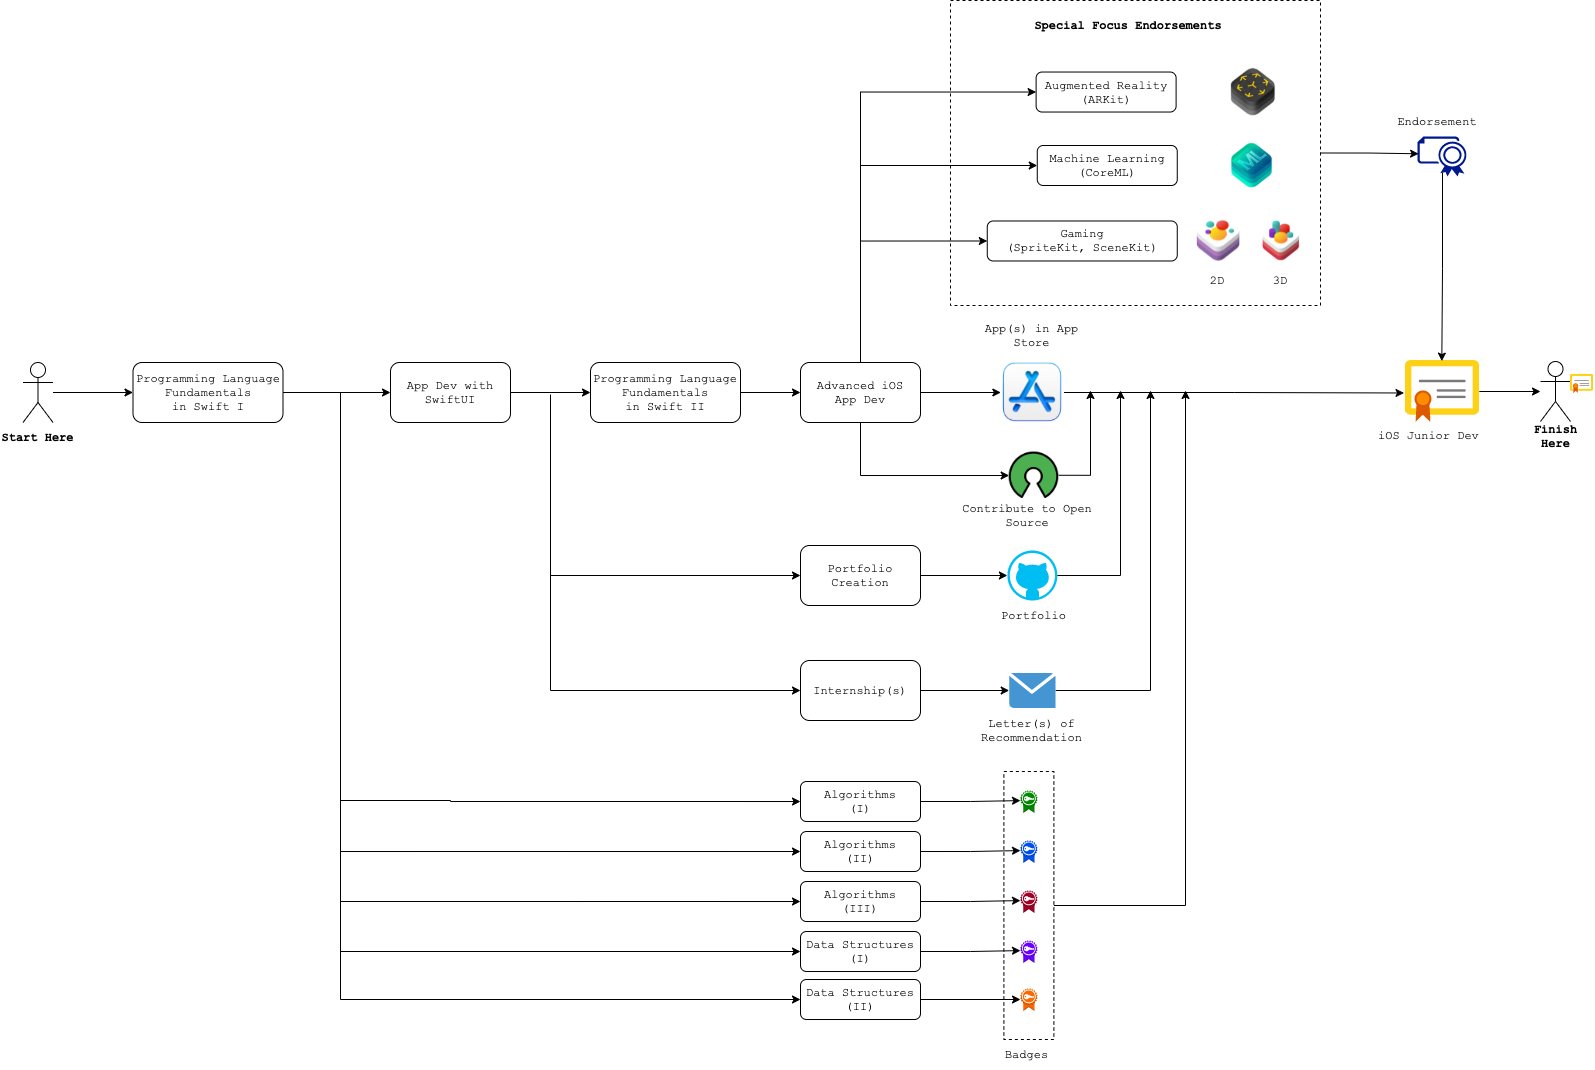 Special Focus Endorsements
Augmented Reality
(ARKit)
Machine Learning
(CoreML)
ML
Gaming
(SpriteKit, SceneKit)
2D
3D
Endorsement
App(s) in App
Store
Start Here
Programming Language
Fundamentals
in Swift I
App Dev with
SwiftUI
Programming Language
Fundamentals
in Swift II
Advanced iOS
App Dev
iOS Junior Dev
Finish
Here
Contribute to Open
Source
Portfolio
Creation
Portfolio
Internship(s)
Letter(s) of
Recommendation
Algorithms
(I)
Algorithms
(II)
Algorithms
(III)
Data Structures
(I)
Data Structures
(II)
Badges